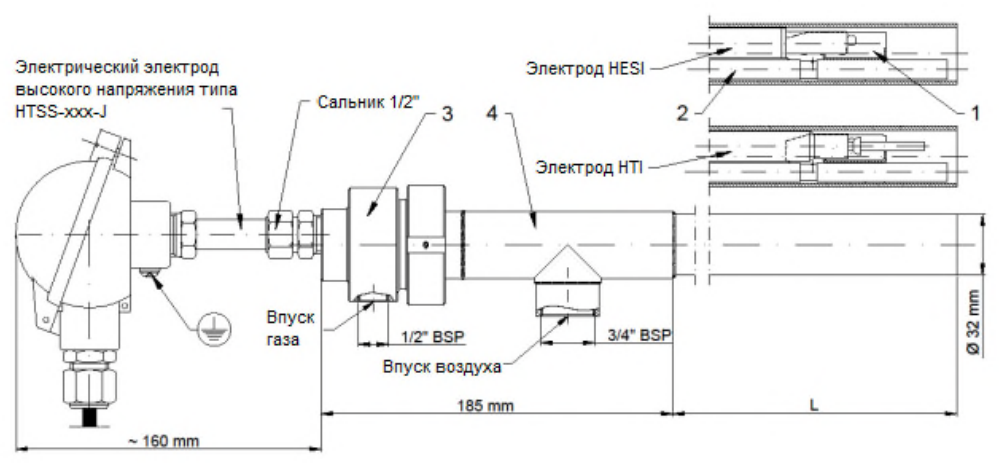 Электрический электрод
высокого напряжения типа
HTSS-xxx-J
Сальник 1/2"
3
4
Электрод HESI
2
1
Электрод HTI
Впуск
газа
1/2" BSP
Впуск воздуха
3/4" BSP
Ø 32 mm
185 mm
L
~ 160 mm